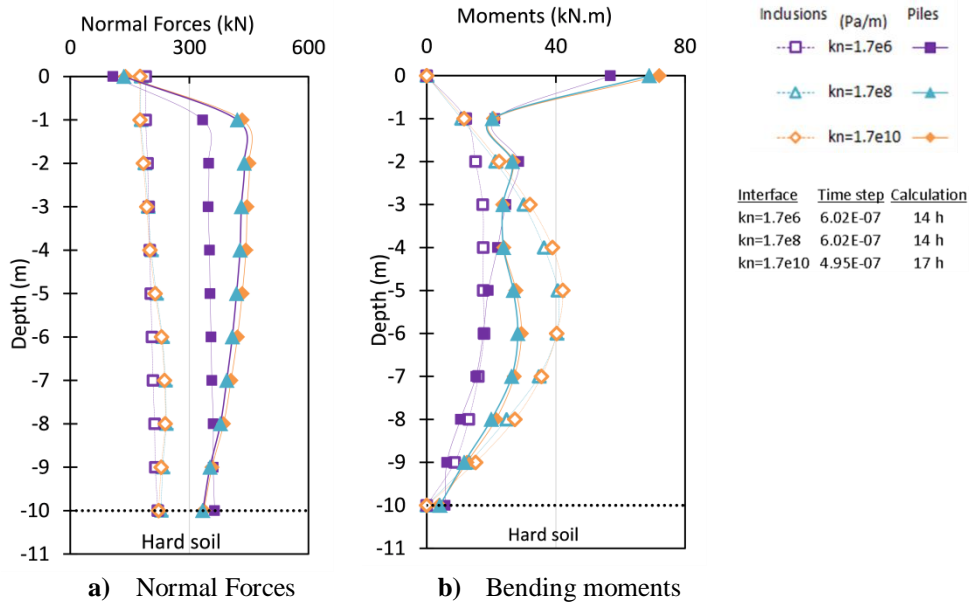 Normal Forces (kN)
0 300 600
0
-1
-2
-3
-4
-5
-6
-7
-8
-9
-10
-11
Depth (m)
Hard soil
a) Normal Forces
Moments (kN.m)
0 40 80
0
-1
-2
-3
-4
-5
-6
-7
-8
-9
-10
-11
Depth (m)
Hard soil
b) Bending moments
Inclusions (Pa/m) Piles
kn=1.7e6
kn=1.7e8
kn=1.7e10
Interface Time step Calculation
kn=1.7e6 6.02E-07 14 h
kn=1.7e8 6.02E-07 14 h
kn=1.7e10 4.95E-07 17 h